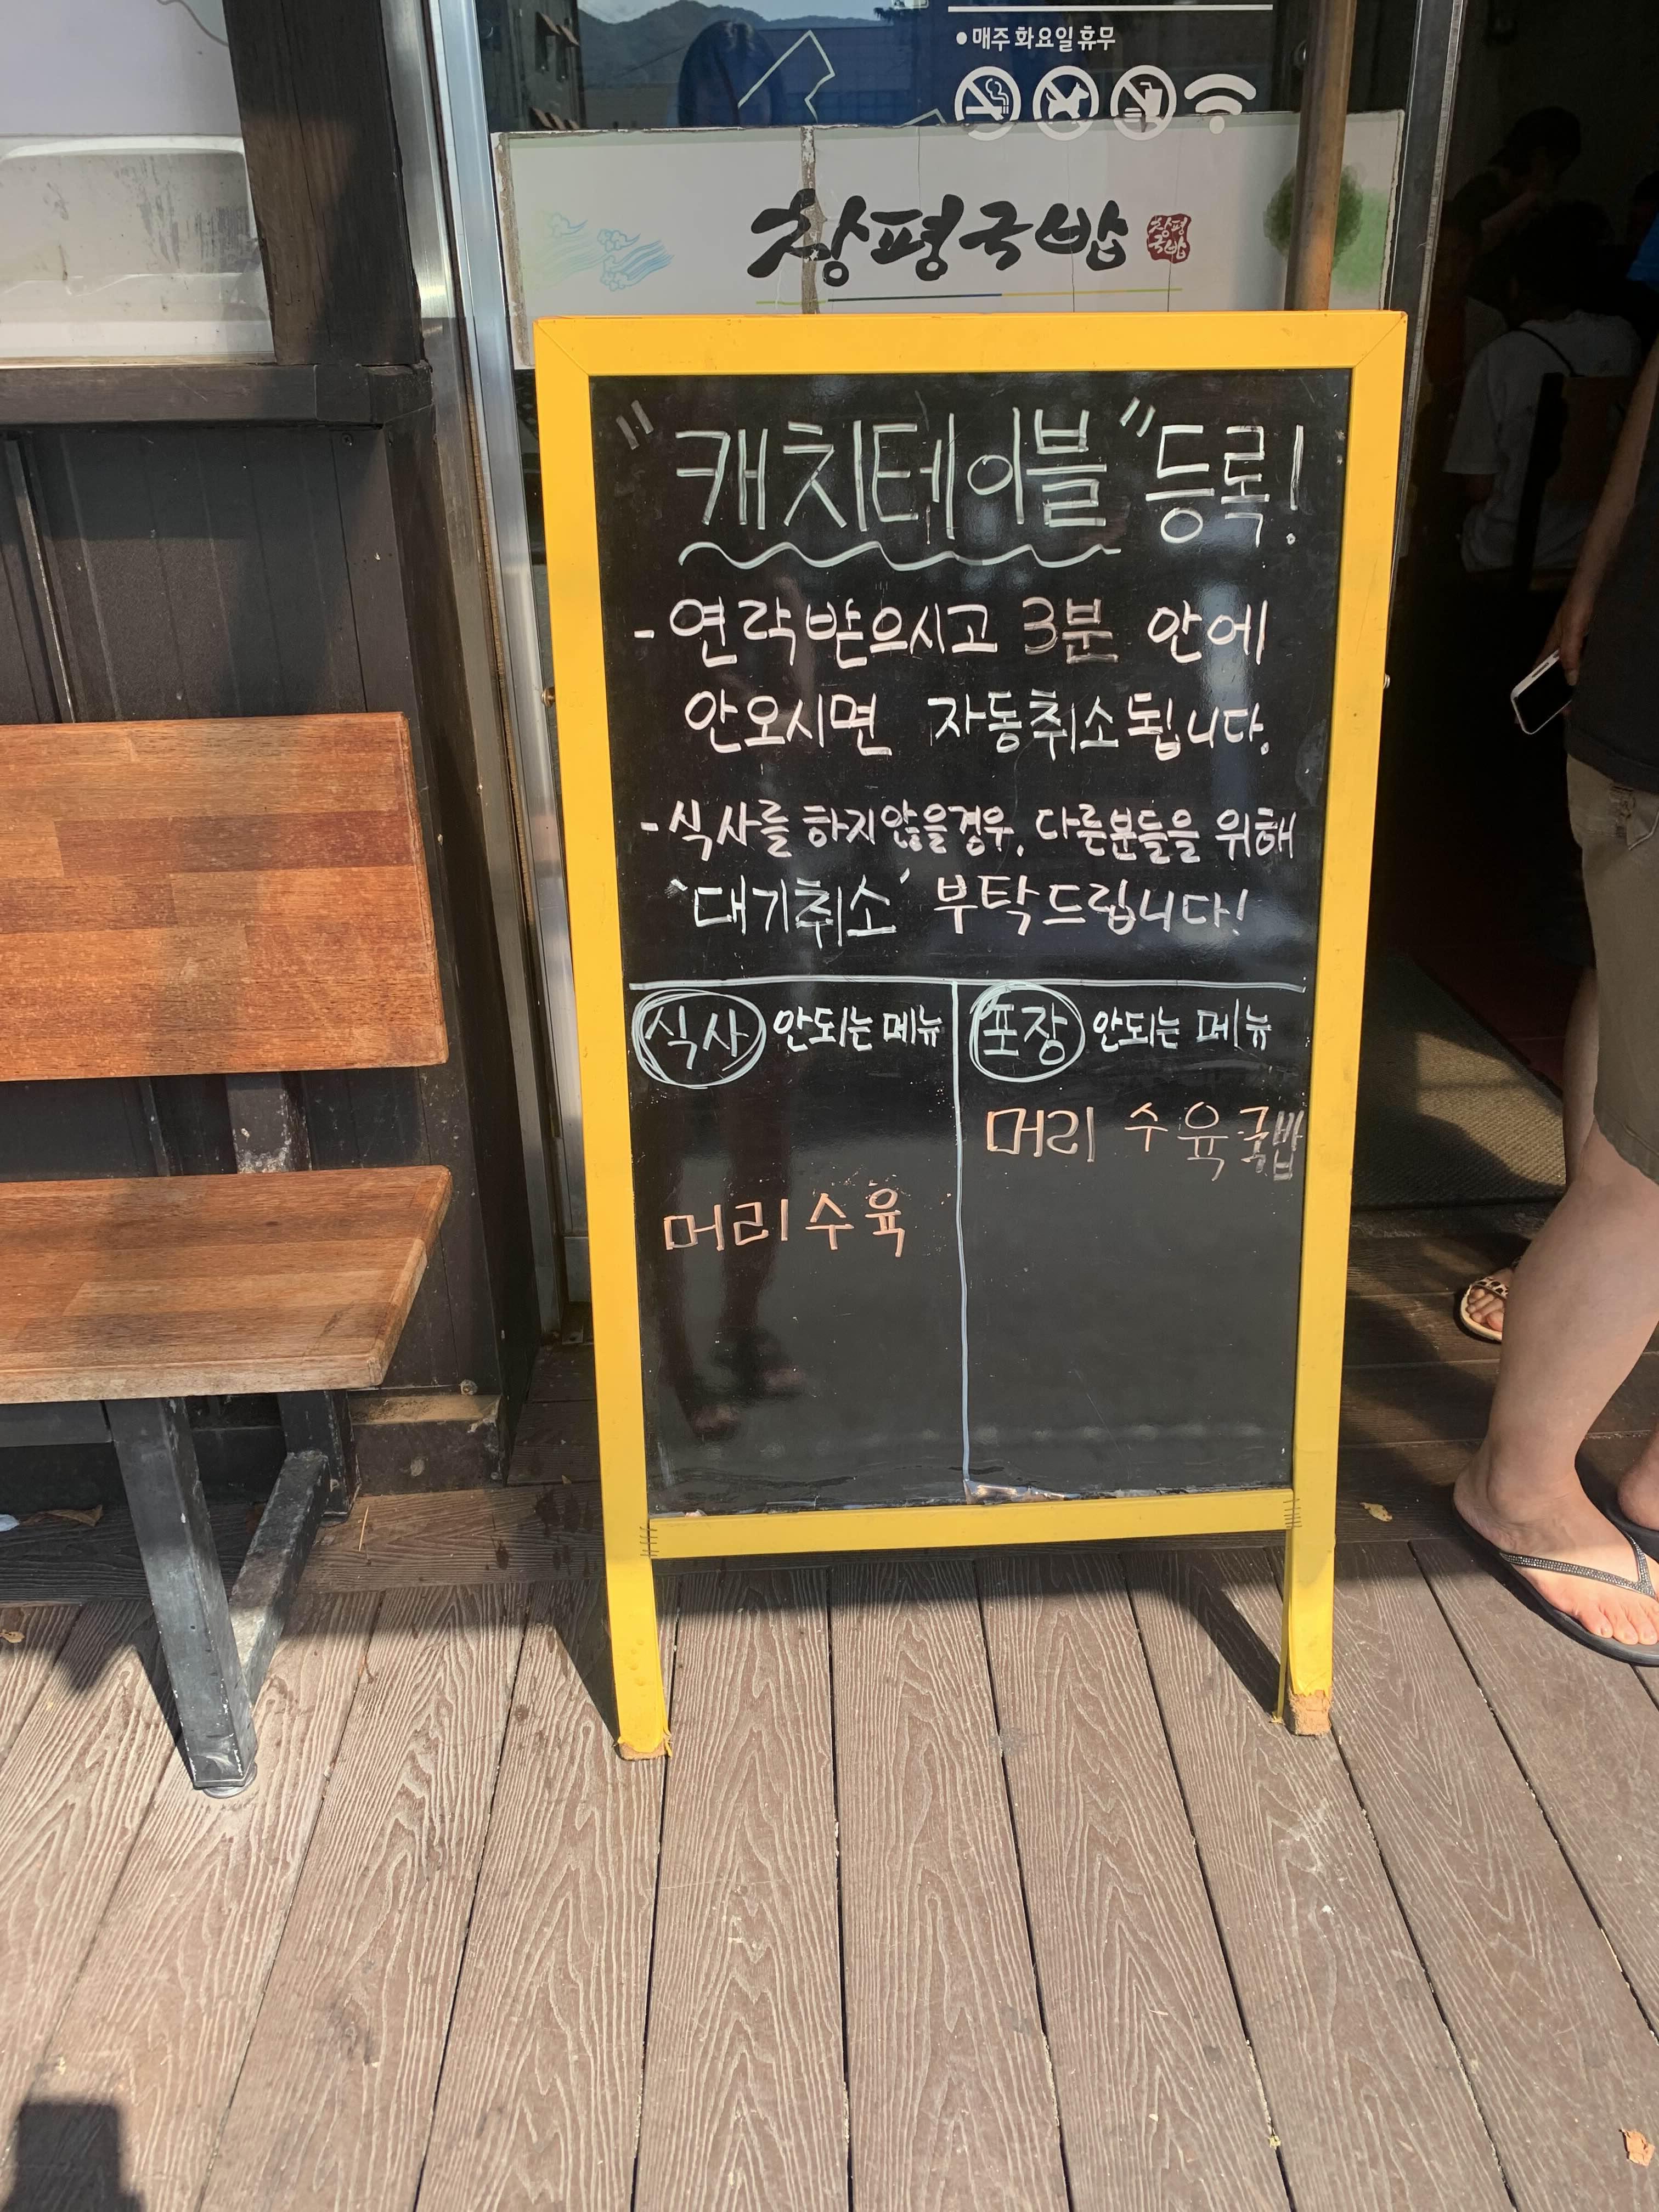 • 매주 화요일 휴무
창평국밥
창평
국밥
"캐치테이블" 등록!
- 연락받으시고 3분 안에
안오시면 자동취소됩니다.
- 식사를 하지않을경우, 다른분들을 위해
'대기취소' 부탁드립니다!
식사 안되는 메뉴
머리수육
포장 안되는 메뉴
머리 수육국밥